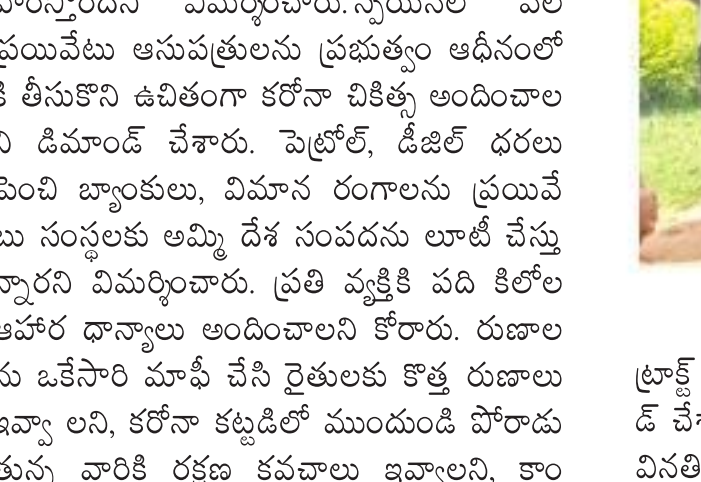 విమర్శించారు. స్పెయిన్‌లో వలె
ప్రయివేటు ఆసుపత్రులను ప్రభుత్వం ఆధీనంలో
కి తీసుకొని ఉచితంగా కరోనా చికిత్స అందించాల
ని డిమాండ్ చేశారు. పెట్రోల్, డీజిల్ ధరలు
పెంచి బ్యాంకులు, విమాన రంగాలను ప్రయివే
టు సంస్థలకు అమ్మి దేశ సంపదను లూటీ చేస్తు
న్నారని విమర్శించారు. ప్రతి వ్యక్తికి పది కిలోల
ఆహార ధాన్యాలు అందించాలని కోరారు. రుణాల
ను ఒకేసారి మాఫీ చేసి రైతులకు కొత్త రుణాలు
ఇవ్వా లని, కరోనా కట్టడిలో ముందుండి పోరాడు
తున్న వారికి రక్షణ కవచాలు ఇవ్వాలని, కాం
ట్రాక్ట్
డ్ చేశ
వినతి